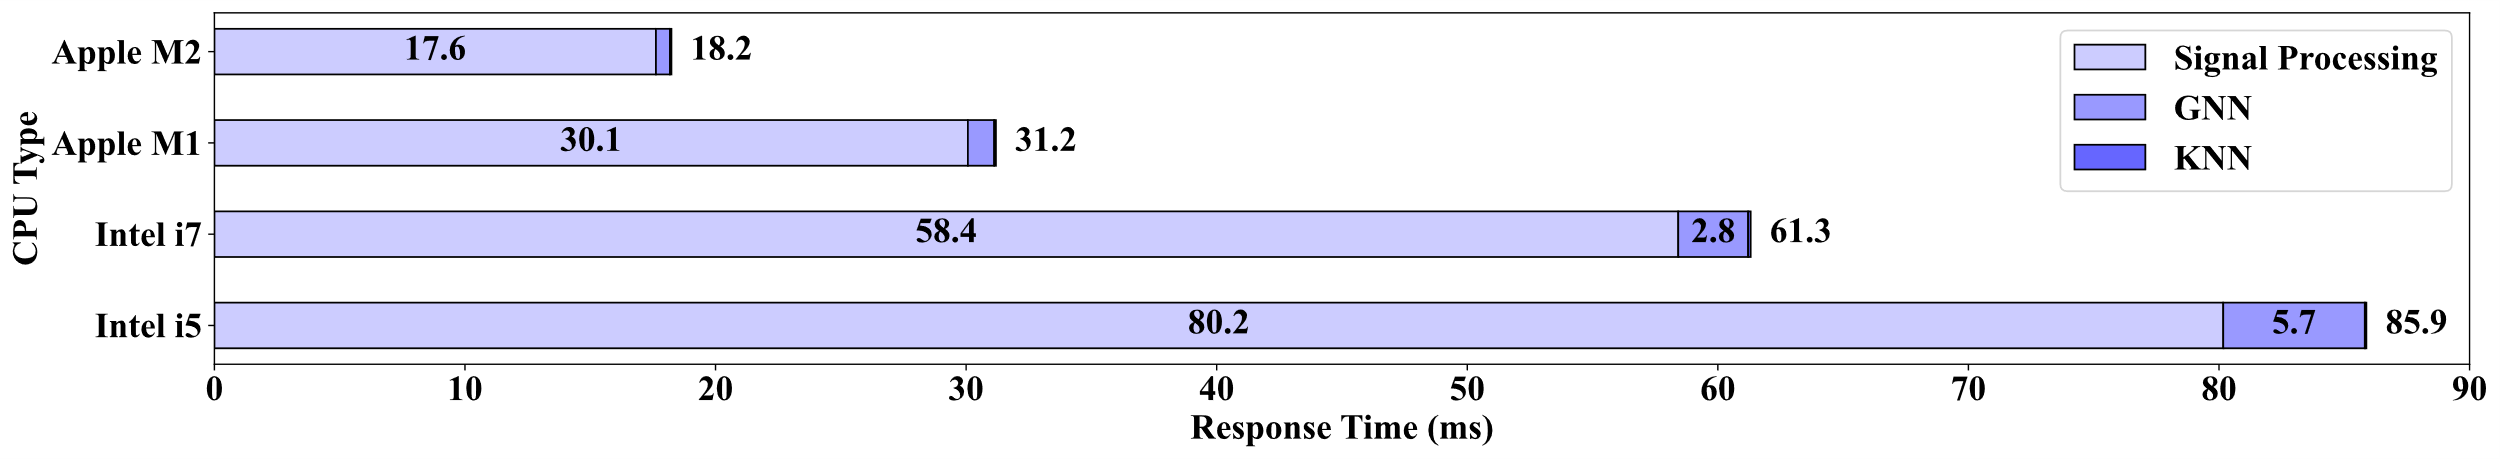 CPU Type
Apple M2
17.6
18.2
Signal Processing
GNN
KNN
Apple M1
30.1
31.2
Intel i7
58.4
2.8
61.3
Intel i5
80.2
5.7
85.9
0 10 20 30 40 50 60 70 80 90
Response Time (ms)